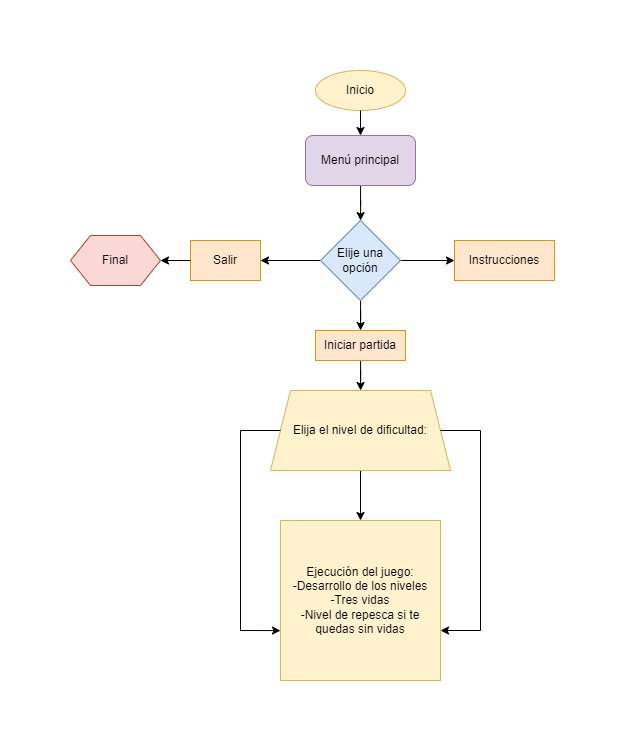 Inicio
Menú principal
Final
Salir
Elije una
opción
Instrucciones
Iniciar partida
Elija el nivel de dificultad:
Ejecución del juego:
-Desarrollo de los niveles
-Tres vidas
-Nivel de repesca si te
quedas sin vidas